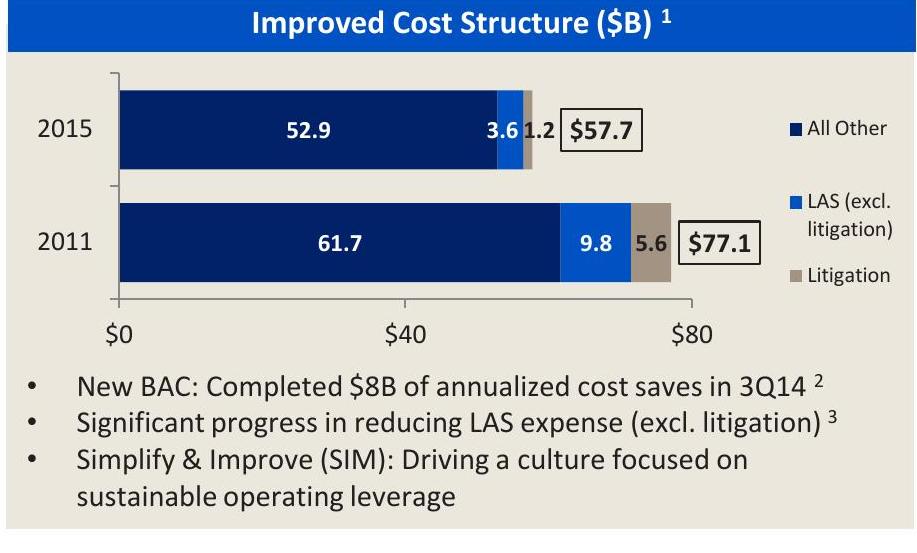 Improved Cost Structure ($B) 1
2015
52.9
3.6
1.2
$57.7
All Other
LAS (excl.
litigation)
2011
61.7
9.8
5.6
$77.1
Litigation
$0
$40
$80
• New BAC: Completed $8B of annualized cost saves in 3Q14 2
• Significant progress in reducing LAS expense (excl. litigation) 3
• Simplify & Improve (SIM): Driving a culture focused on
sustainable operating leverage